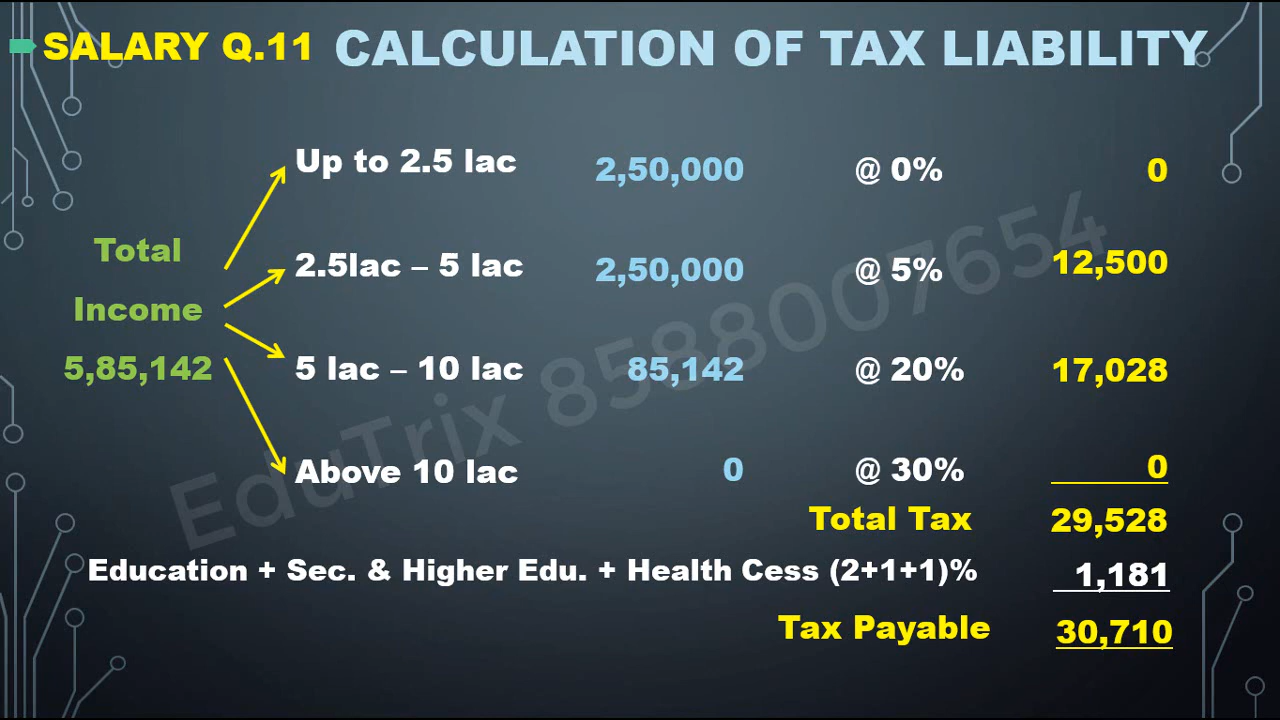 SALARY Q.11 CALCULATION OF TAX LIABILITY
Up to 2.5 lac 2,50,000 @ 0% 0
Total
2.5lac – 5 lac 2,50,000 @ 5% 12,500
Income
5,85,142
5 lac – 10 lac 85,142 @ 20% 17,028
Above 10 lac 0 @ 30% 0
Total Tax 29,528
Education + Sec. & Higher Edu. + Health Cess (2+1+1)% 1,181
Tax Payable 30,710
EduTrix 8588007654